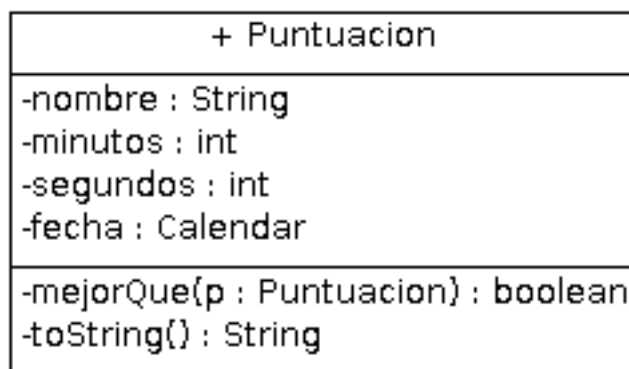 + Puntuacion
-nombre : String
-minutos : int
-segundos : int
-fecha : Calendar
-mejorQue(p : Puntuacion) : boolean
-toString() : String